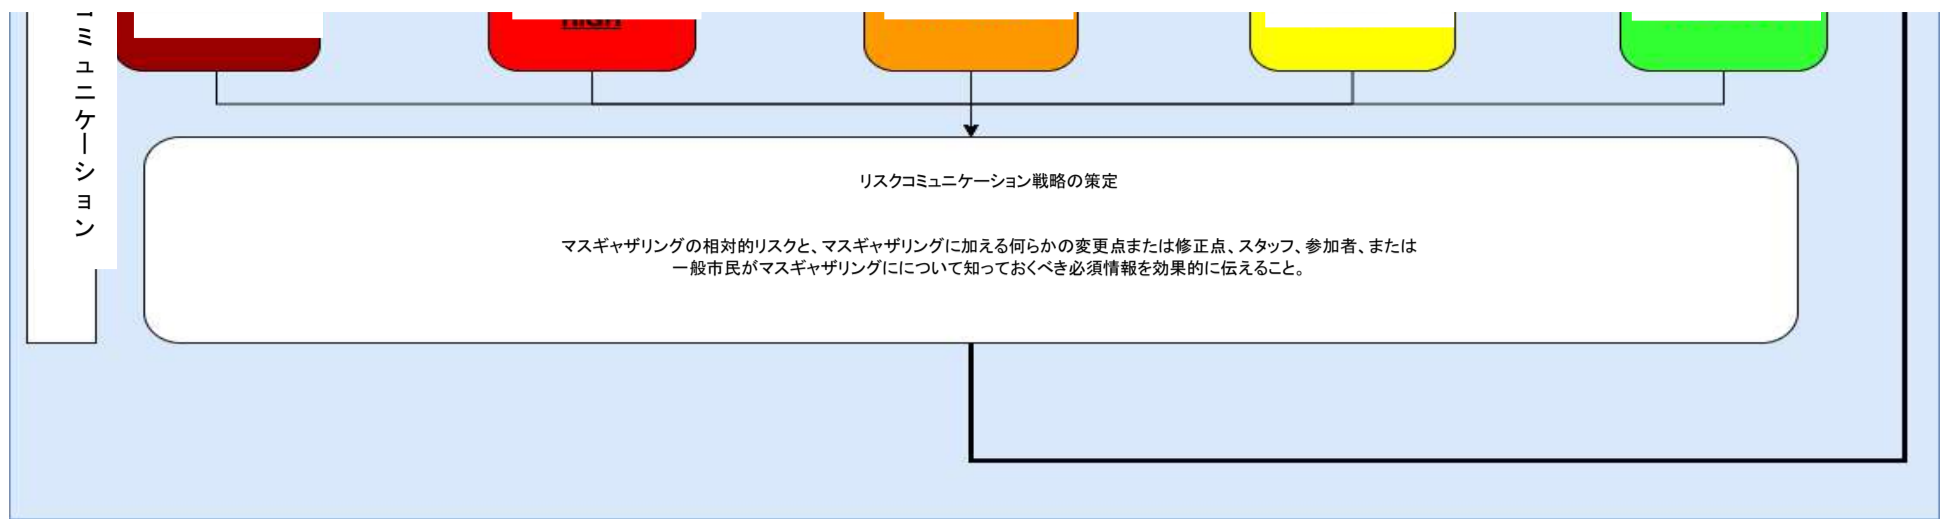 コミュニケーション
HIGH
リスクコミュニケーション戦略の策定
マスギャザリングの相対的リスクと、マスギャザリングに加える何らかの変更点または修正点、スタッフ、参加者、または
一般市民がマスギャザリングにについて知っておくべき必須情報を効果的に伝えること。